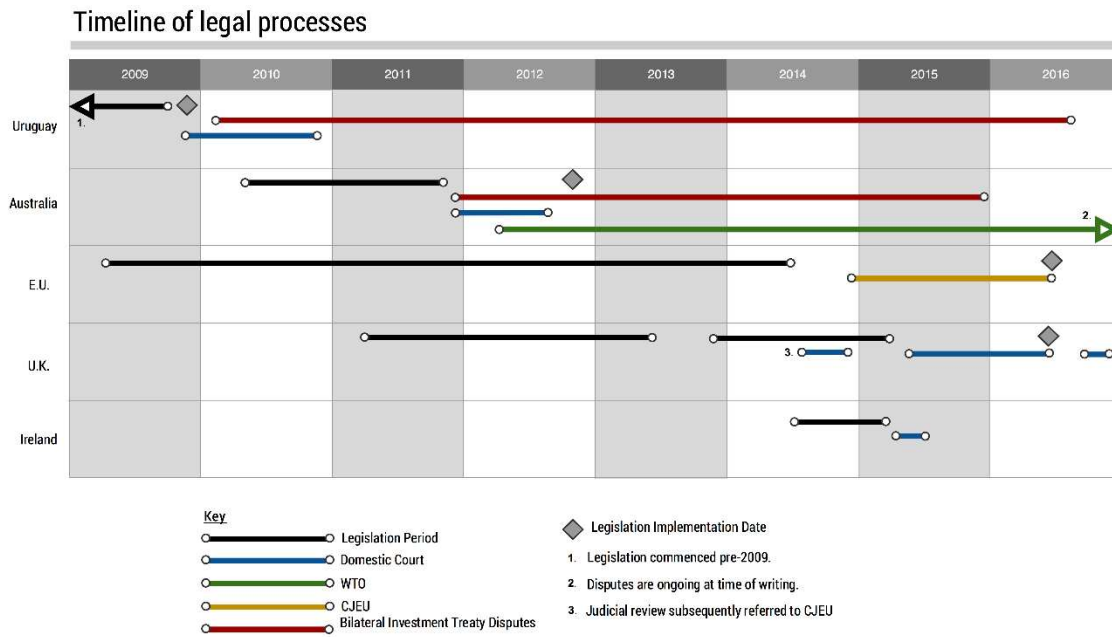 Timeline of legal processes
2009 2010 2011 2012 2013 2014 2015 2016
1.
Uruguay
Australia
2.
E.U.
U.K.
3.
Ireland
Key
Legislation Period
Domestic Court
WTO
CJEU
Bilateral Investment Treaty Disputes
Legislation Implementation Date
1. Legislation commenced pre-2009.
2. Disputes are ongoing at time of writing.
3. Judicial review subsequently referred to CJEU